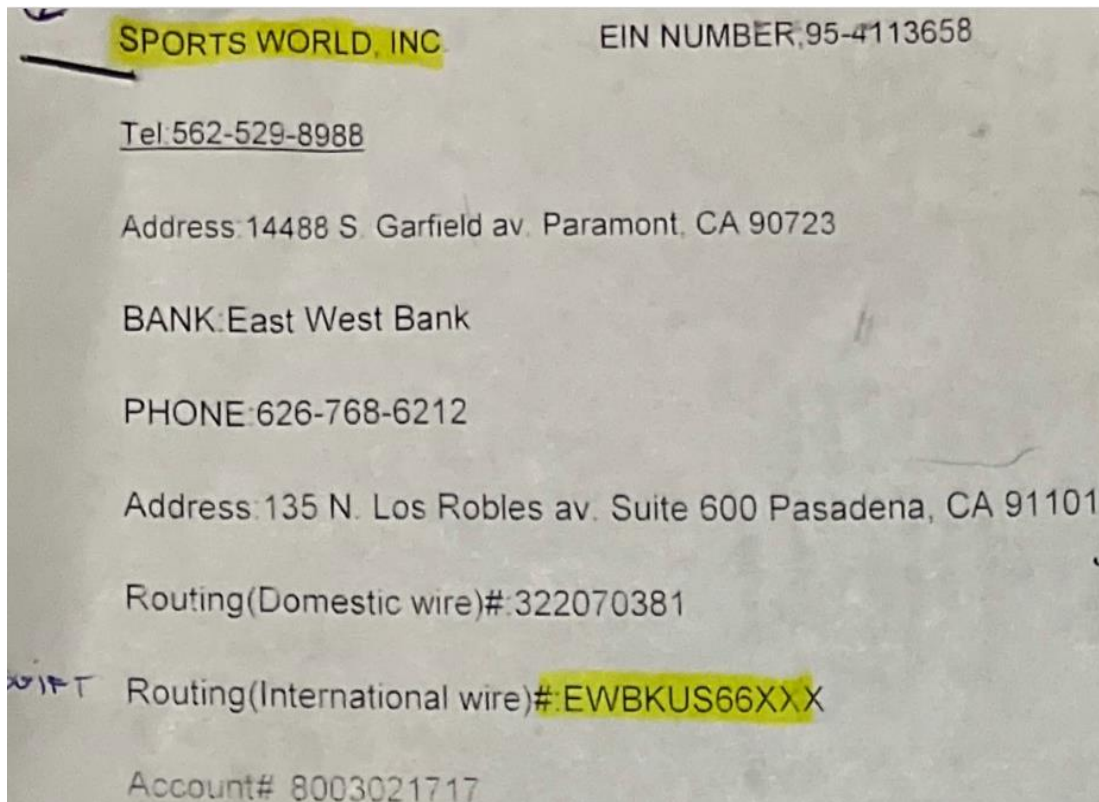 SPORTS WORLD, INC. EIN NUMBER;95-4113658
Tel:562-529-8988
Address:14488 S. Garfield av. Paramont, CA 90723
BANK:East West Bank
PHONE:626-768-6212
Address:135 N. Los Robles av. Suite 600 Pasadena, CA 91101
Routing(Domestic wire)#:322070381
SWIFT Routing(International wire)#:EWBKUS66XXX
Account# 8003021717